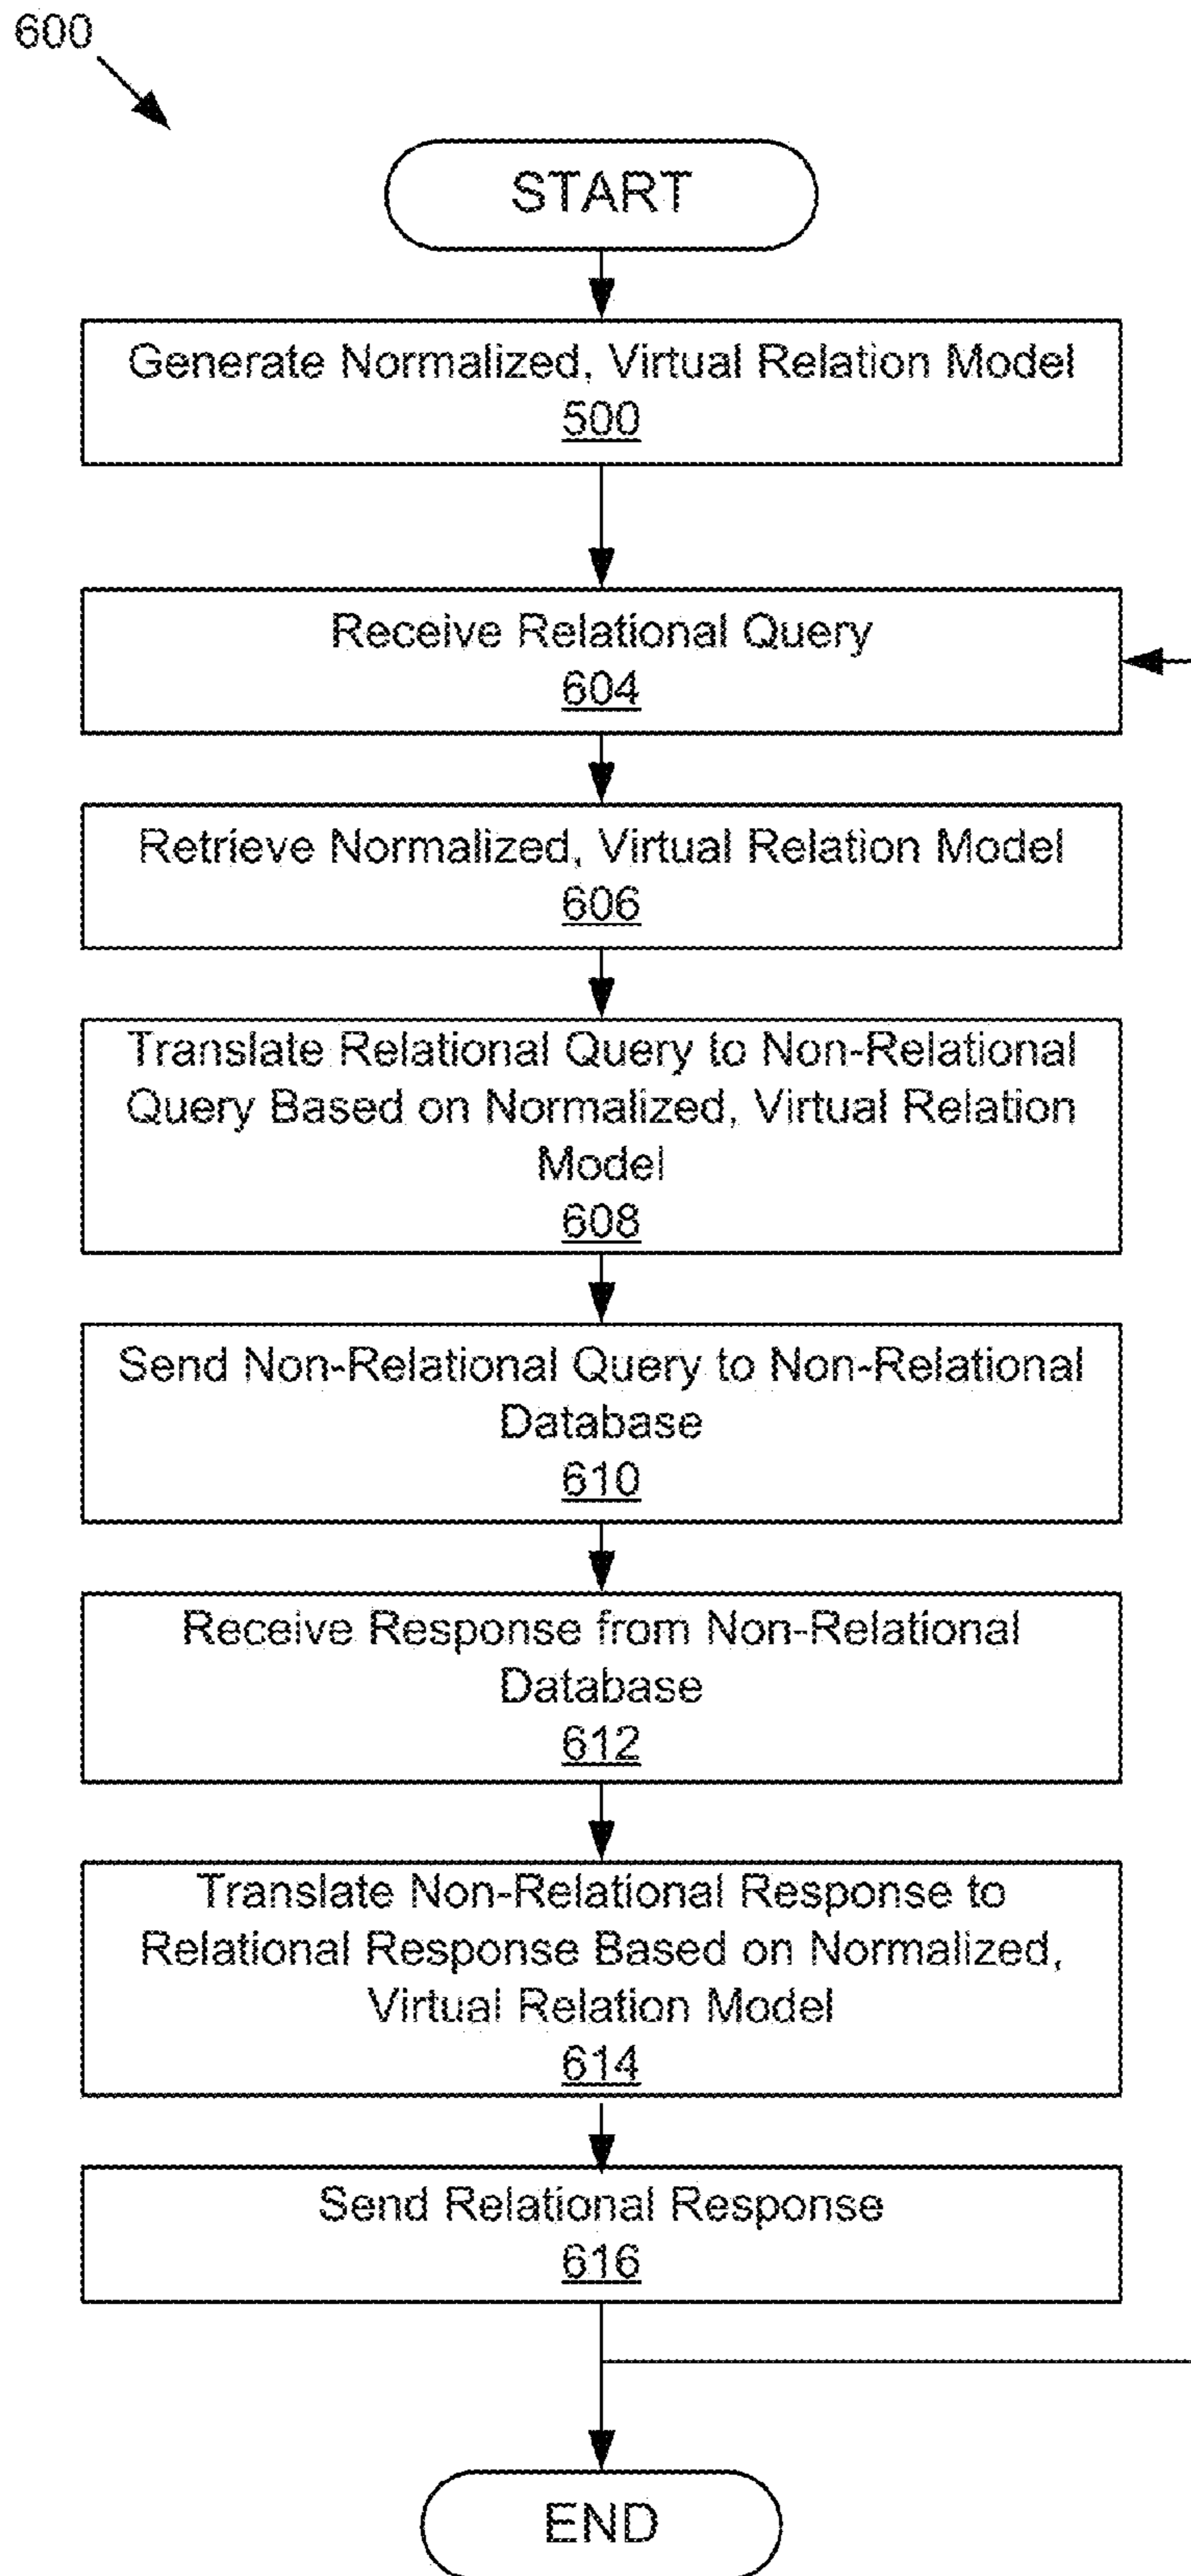 600
START
Generate Normalized, Virtual Relation Model
500
Receive Relational Query
604
Retrieve Normalized, Virtual Relation Model
606
Translate Relational Query to Non-Relational
Query Based on Normalized, Virtual Relation
Model
608
Send Non-Relational Query to Non-Relational
Database
610
Receive Response from Non-Relational
Database
612
Translate Non-Relational Response to
Relational Response Based on Normalized,
Virtual Relation Model
614
Send Relational Response
616
END